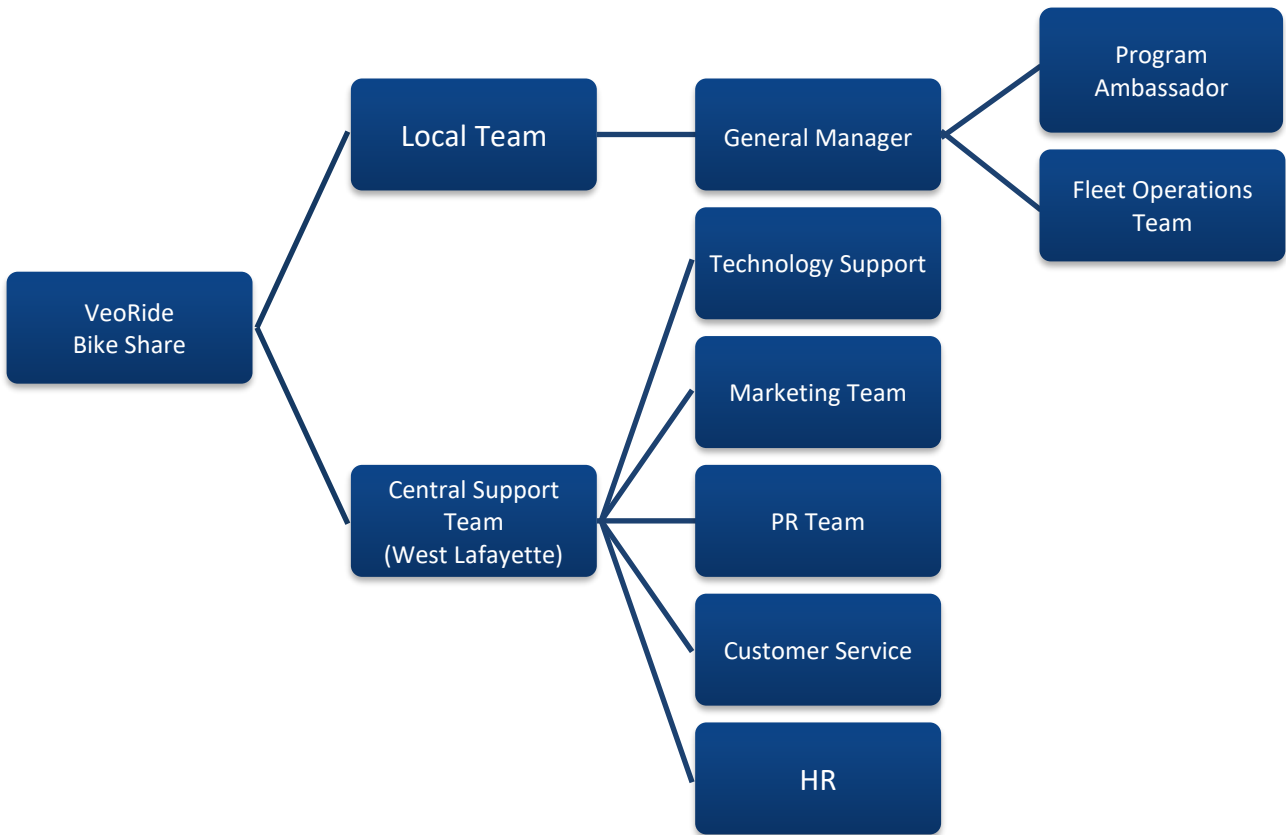 VeoRide
Bike Share
Local Team
General Manager
Program
Ambassador
Fleet Operations
Team
Central Support
Team
(West Lafayette)
Technology Support
Marketing Team
PR Team
Customer Service
HR